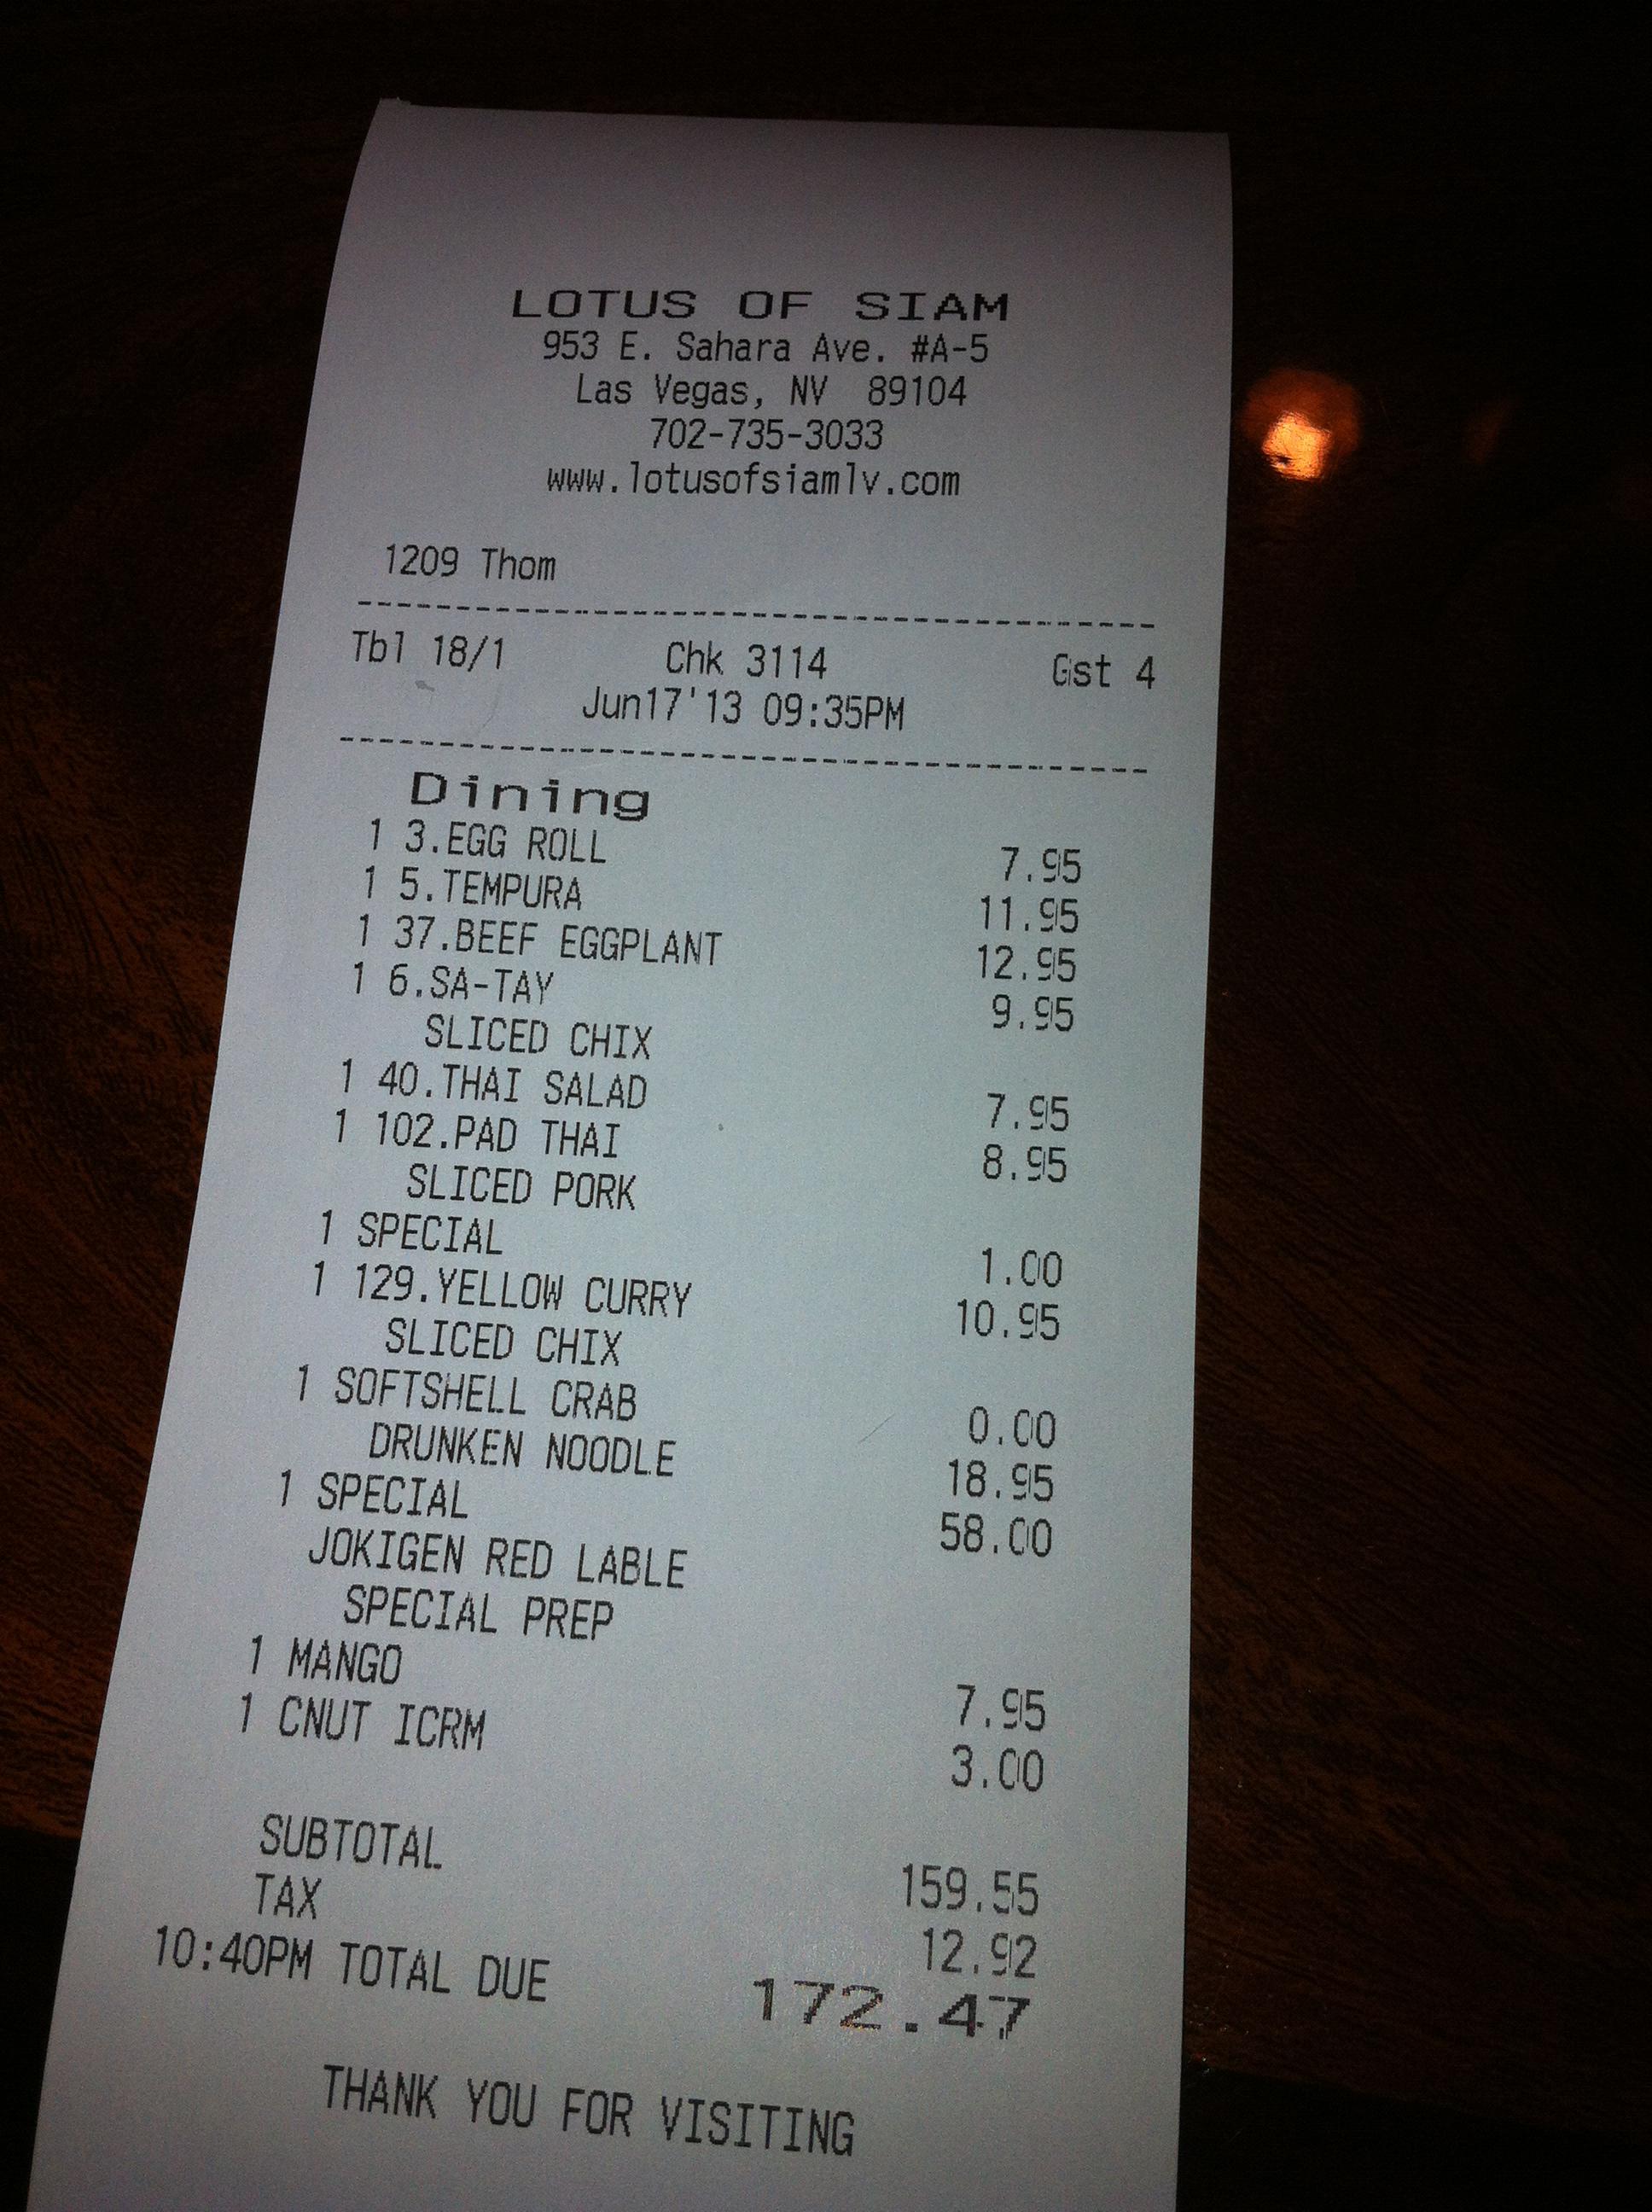 LOTUS OF SIAM
953 E. Sahara Ave. #A-5
Las Vegas, NV 89104
702-735-3033
www.lotusofsiamlv.com
1209 Thom
Tbl 18/1 Chk 3114 Gst 4
Jun17'13 09:35PM
Dining
1 3.EGG ROLL 7.95
1 5.TEMPURA 11.95
1 37.BEEF EGGPLANT 12.95
1 6.SA-TAY 9.95
SLICED CHIX
1 40.THAI SALAD 7.95
1 102.PAD THAI 8.95
SLICED PORK
1 SPECIAL 1.00
1 129.YELLOW CURRY 10.95
SLICED CHIX
1 SOFTSHELL CRAB 0.00
DRUNKEN NOODLE 18.95
1 SPECIAL 58.00
JOKIGEN RED LABLE
SPECIAL PREP
1 MANGO 7.95
1 CNUT ICRM 3.00
SUBTOTAL 159.55
TAX 12.92
10:40PM TOTAL DUE 172.47
THANK YOU FOR VISITING